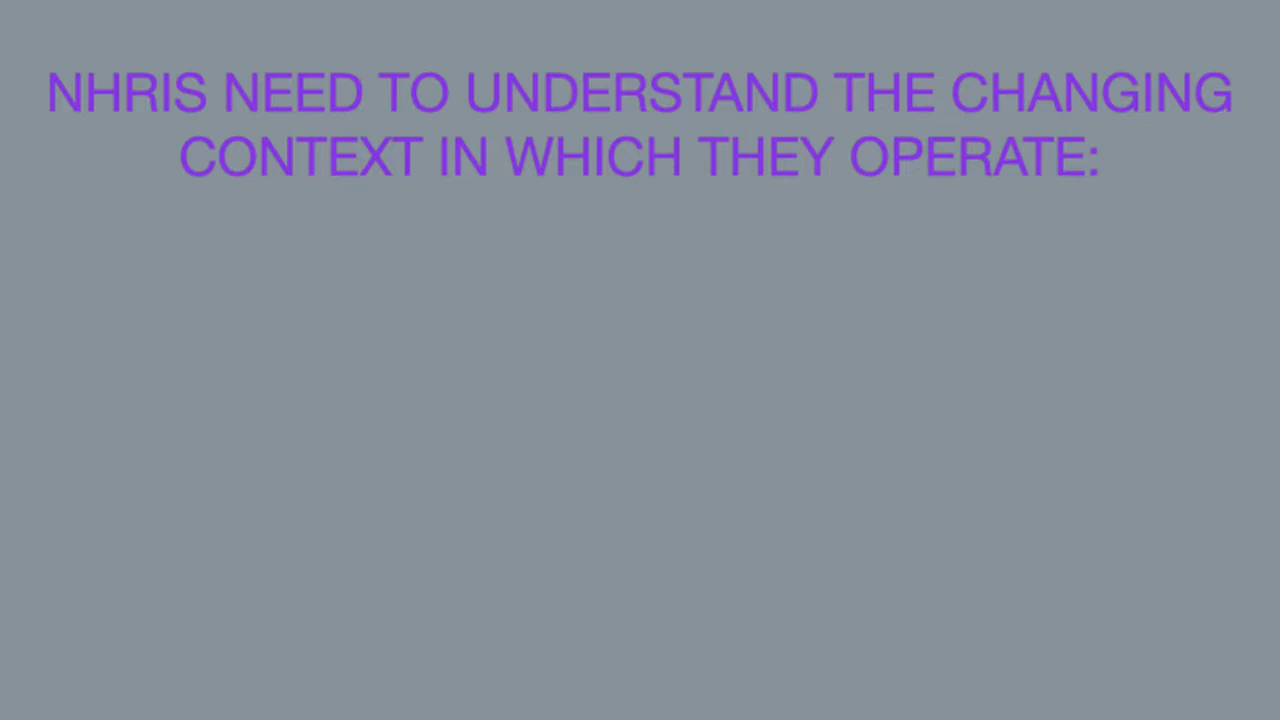 NHRIS NEED TO UNDERSTAND THE CHANGING
CONTEXT IN WHICH THEY OPERATE: